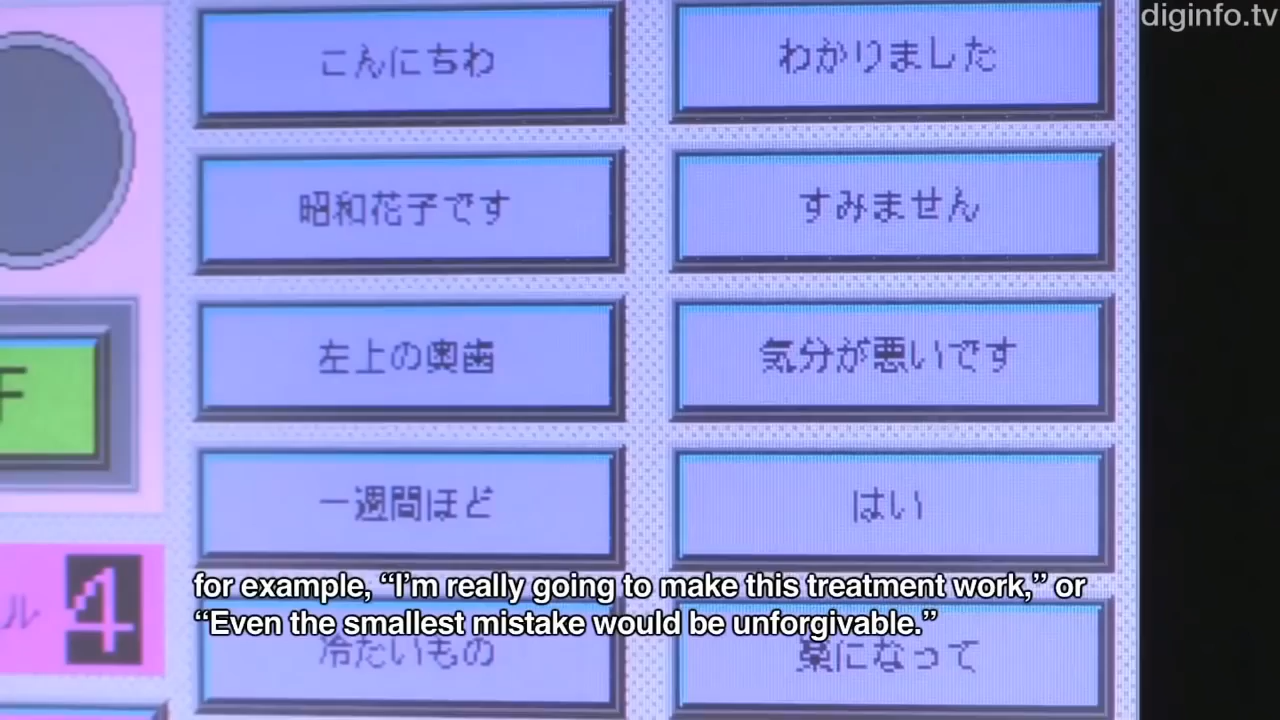 diginfo.tv
こんにちわ
わかりました
昭和花子です
すみません
左上の奥歯
気分が悪いです
一週間ほど
はい
for example, “I’m really going to make this treatment work,” or
“Even the smallest mistake would be unforgivable.”
冷たいもの
楽になって
ル 4